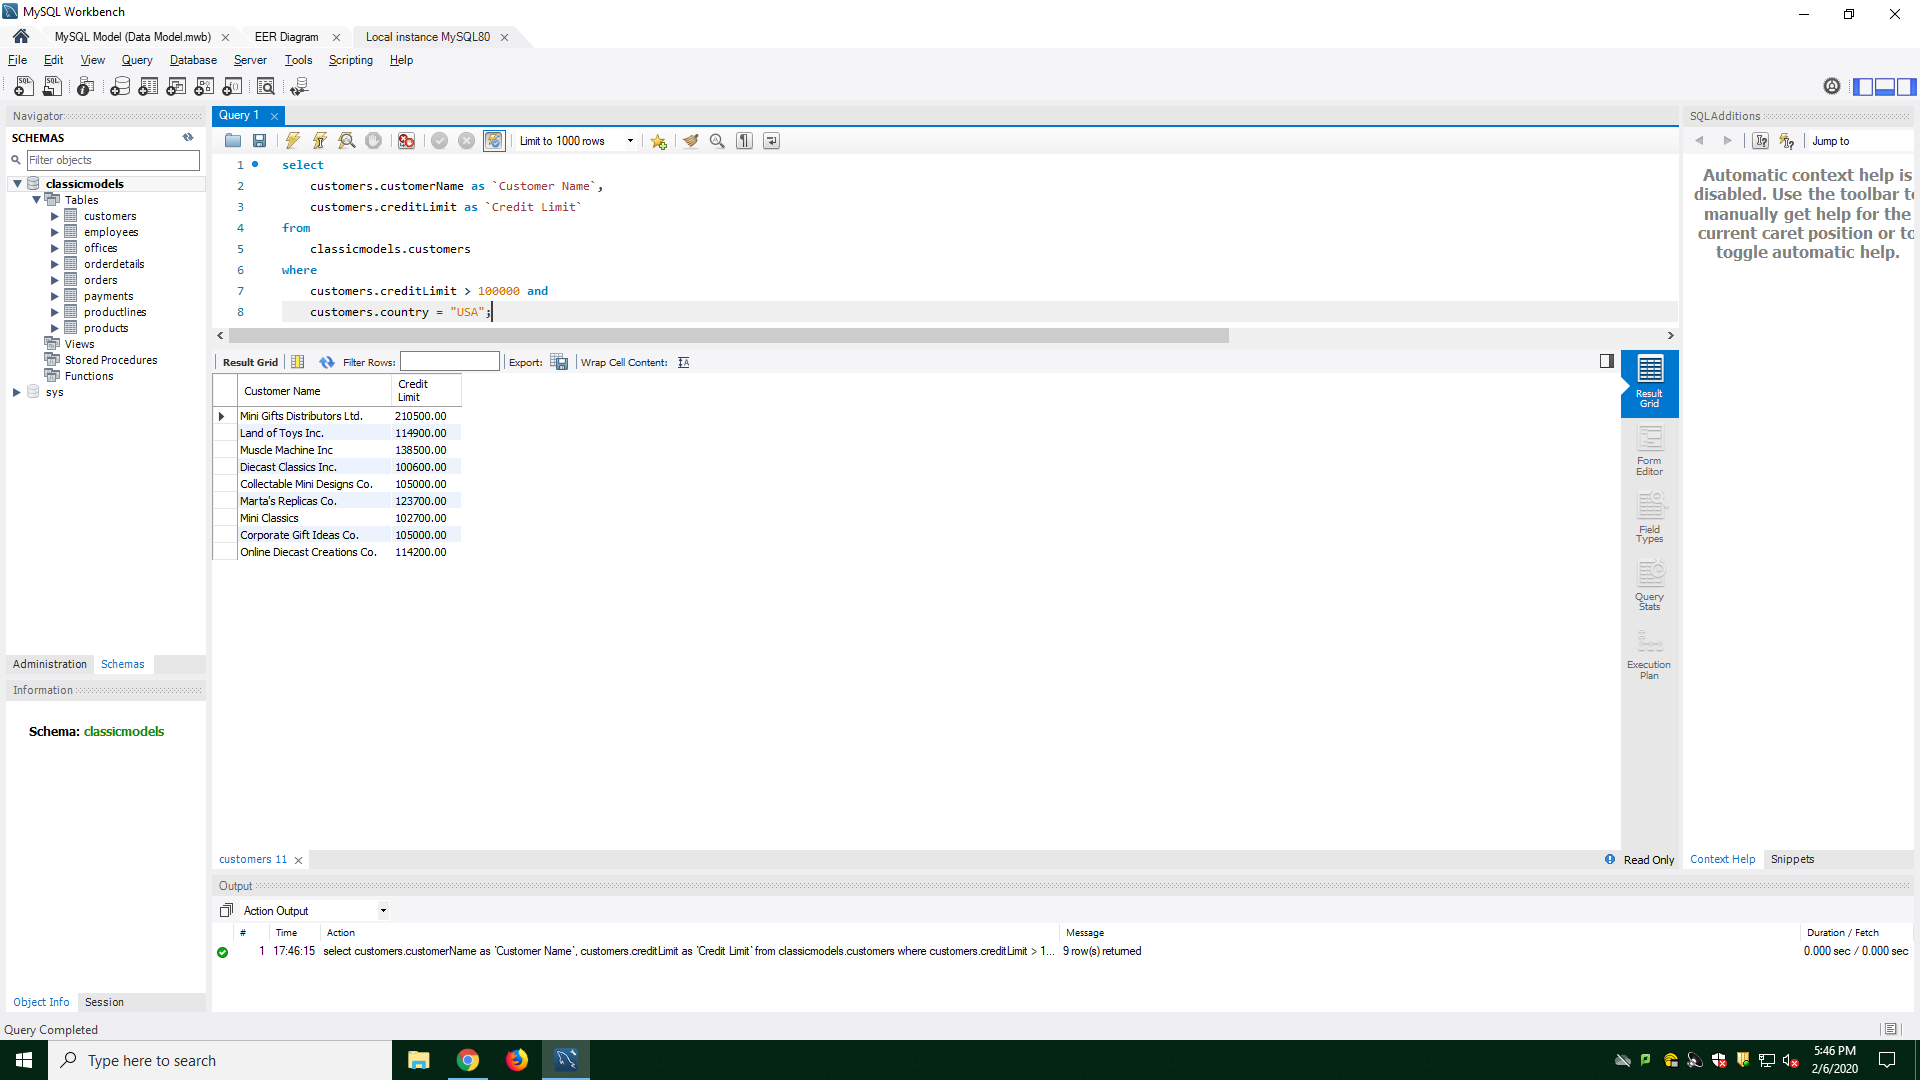 MySQL Workbench
MySQL Model (Data Model.mwb)
EER Diagram
Local instance MySQL80
File Edit View Query Database Server Tools Scripting Help
Navigator
SCHEMAS
Filter objects
classicmodels
Tables
customers
employees
offices
orderdetails
orders
payments
productlines
products
Views
Stored Procedures
Functions
sys
Administration Schemas
Information
Schema: classicmodels
Object Info Session
Query 1
Limit to 1000 rows
1 select
2 customers.customerName as `Customer Name`,
3 customers.creditLimit as `Credit Limit`
4 from
5 classicmodels.customers
6 where
7 customers.creditLimit > 100000 and
8 customers.country = "USA";
Result Grid Filter Rows: Export: Wrap Cell Content:
Customer Name Credit Limit
Mini Gifts Distributors Ltd. 210500.00
Land of Toys Inc. 114900.00
Muscle Machine Inc 138500.00
Diecast Classics Inc. 100600.00
Collectable Mini Designs Co. 105000.00
Marta's Replicas Co. 123700.00
Mini Classics 102700.00
Corporate Gift Ideas Co. 105000.00
Online Diecast Creations Co. 114200.00
Result
Grid
Form
Editor
Field
Types
Query
Stats
Execution
Plan
customers 11
Read Only
SQLAdditions
Jump to
Automatic context help is
disabled. Use the toolbar to
manually get help for the
current caret position or to
toggle automatic help.
Context Help Snippets
Output
Action Output
# Time Action Message Duration / Fetch
1 17:46:15 select customers.customerName as `Customer Name`, customers.creditLimit as `Credit Limit` from classicmodels.customers where customers.creditLimit > 1... 9 row(s) returned 0.000 sec / 0.000 sec
Query Completed
Type here to search
5:46 PM
2/6/2020